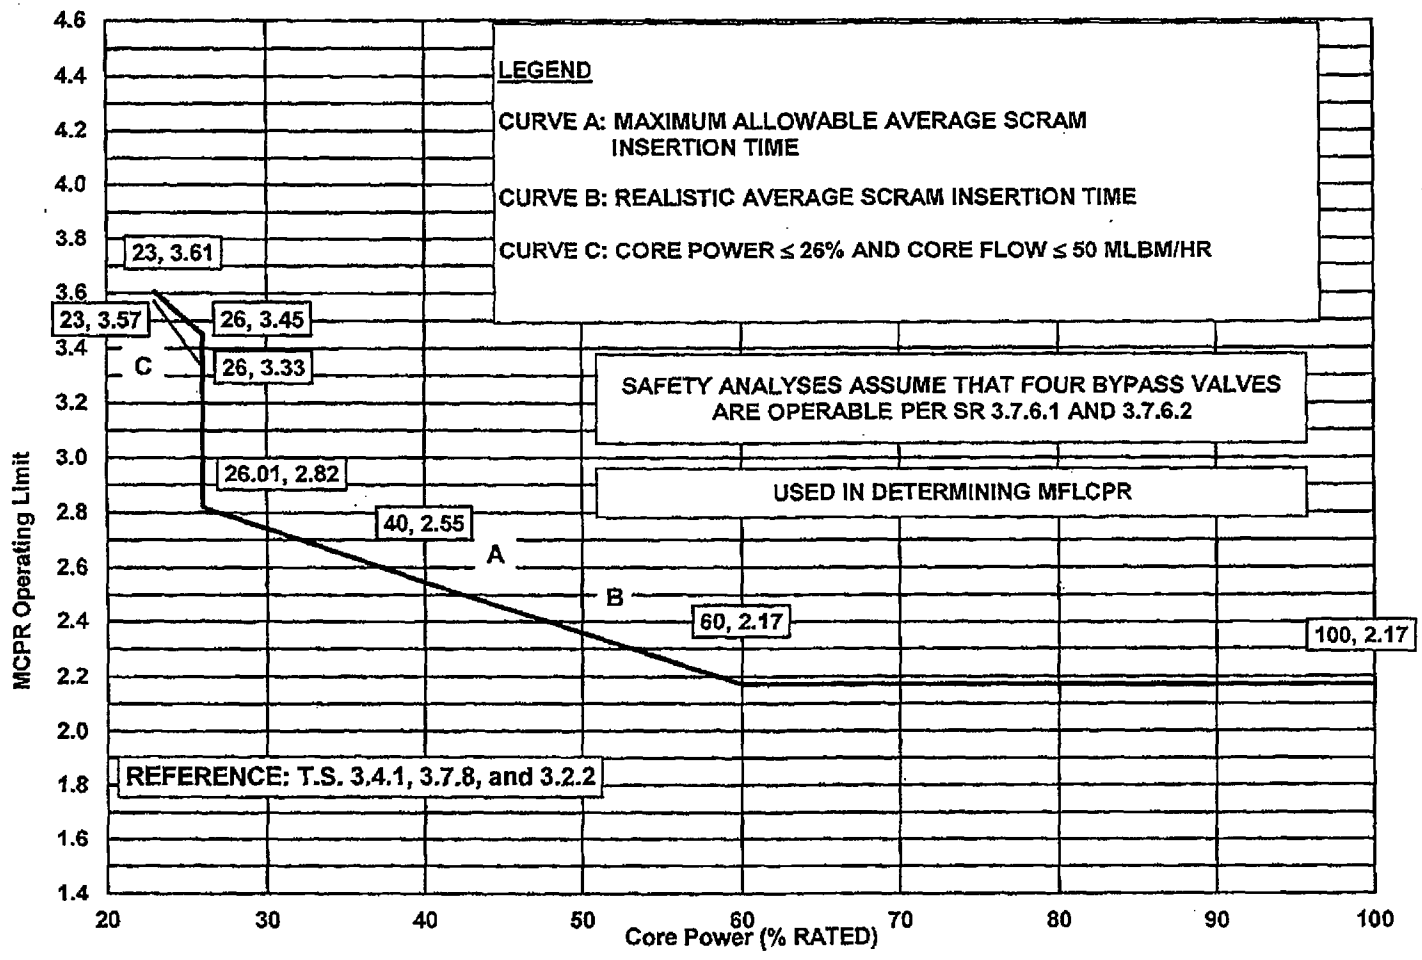 4.6
4.4
4.2
4.0
3.8
3.6
3.4
3.2
3.0
2.8
2.6
2.4
2.2
2.0
1.8
1.6
1.4
MCPR Operating Limit
LEGEND
CURVE A: MAXIMUM ALLOWABLE AVERAGE SCRAM
INSERTION TIME
CURVE B: REALISTIC AVERAGE SCRAM INSERTION TIME
CURVE C: CORE POWER ≤ 26% AND CORE FLOW ≤ 50 MLBM/HR
23, 3.61
23, 3.57
26, 3.45
C
26, 3.33
SAFETY ANALYSES ASSUME THAT FOUR BYPASS VALVES
ARE OPERABLE PER SR 3.7.6.1 AND 3.7.6.2
26.01, 2.82
USED IN DETERMINING MFLCPR
40, 2.55
A
B
60, 2.17
100, 2.17
REFERENCE: T.S. 3.4.1, 3.7.8, and 3.2.2
20 30 40 50 60 70 80 90 100
Core Power (% RATED)